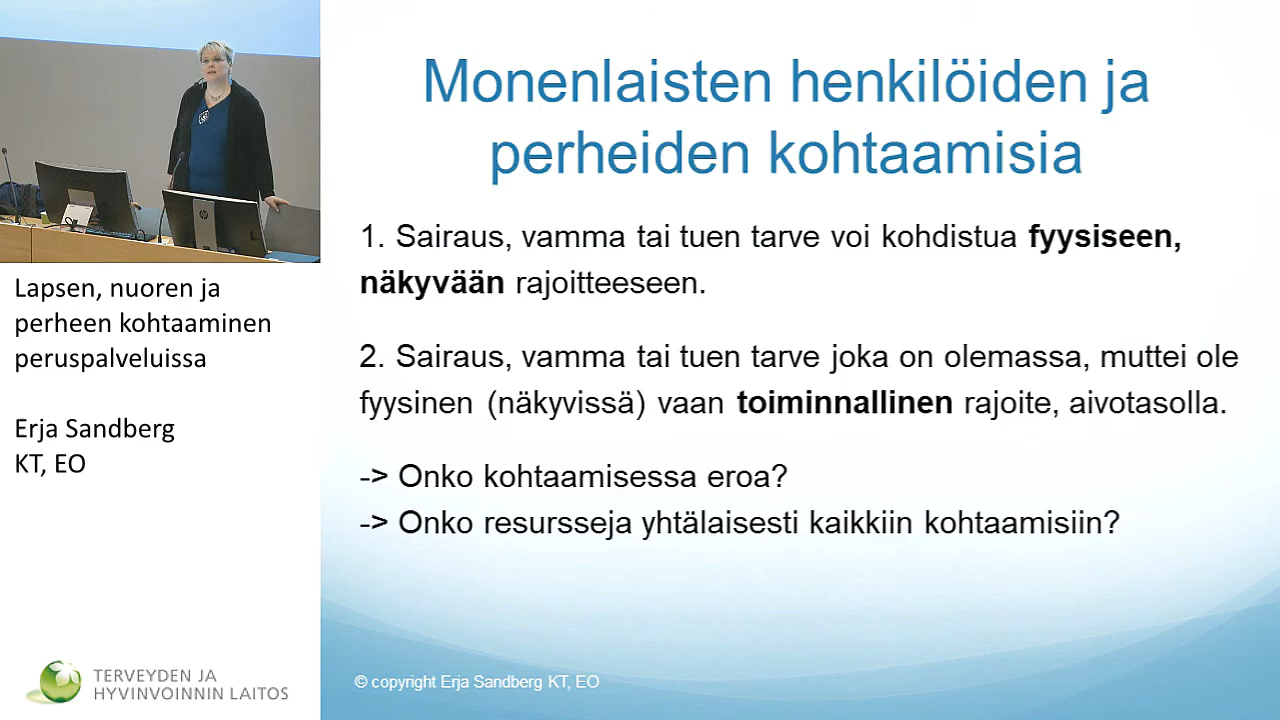 Monenlaisten henkilöiden ja
perheiden kohtaamisia
1. Sairaus, vamma tai tuen tarve voi kohdistua fyysiseen,
näkyvään rajoitteeseen.
2. Sairaus, vamma tai tuen tarve joka on olemassa, muttei ole
fyysinen (näkyvissä) vaan toiminnallinen rajoite, aivotasolla.
-> Onko kohtaamisessa eroa?
-> Onko resursseja yhtälaisesti kaikkiin kohtaamisiin?
© copyright Erja Sandberg KT, EO
Lapsen, nuoren ja
perheen kohtaaminen
peruspalveluissa
Erja Sandberg
KT, EO
TERVEYDEN JA
HYVINVOINNIN LAITOS
hp